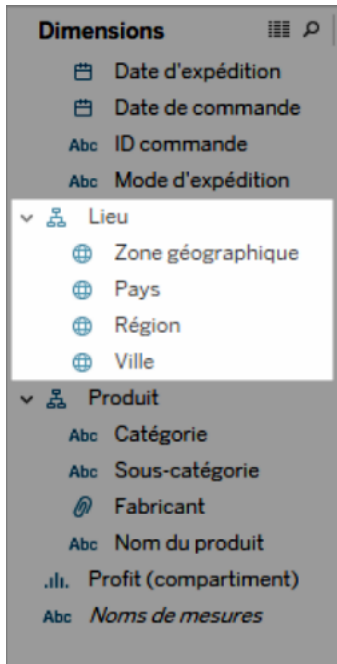 Dimensions
Date d'expédition
Date de commande
Abc ID commande
Abc Mode d'expédition
Lieu
Zone géographique
Pays
Région
Ville
Produit
Abc Catégorie
Abc Sous-catégorie
Fabricant
Abc Nom du produit
Profit (compartiment)
Abc Noms de mesures